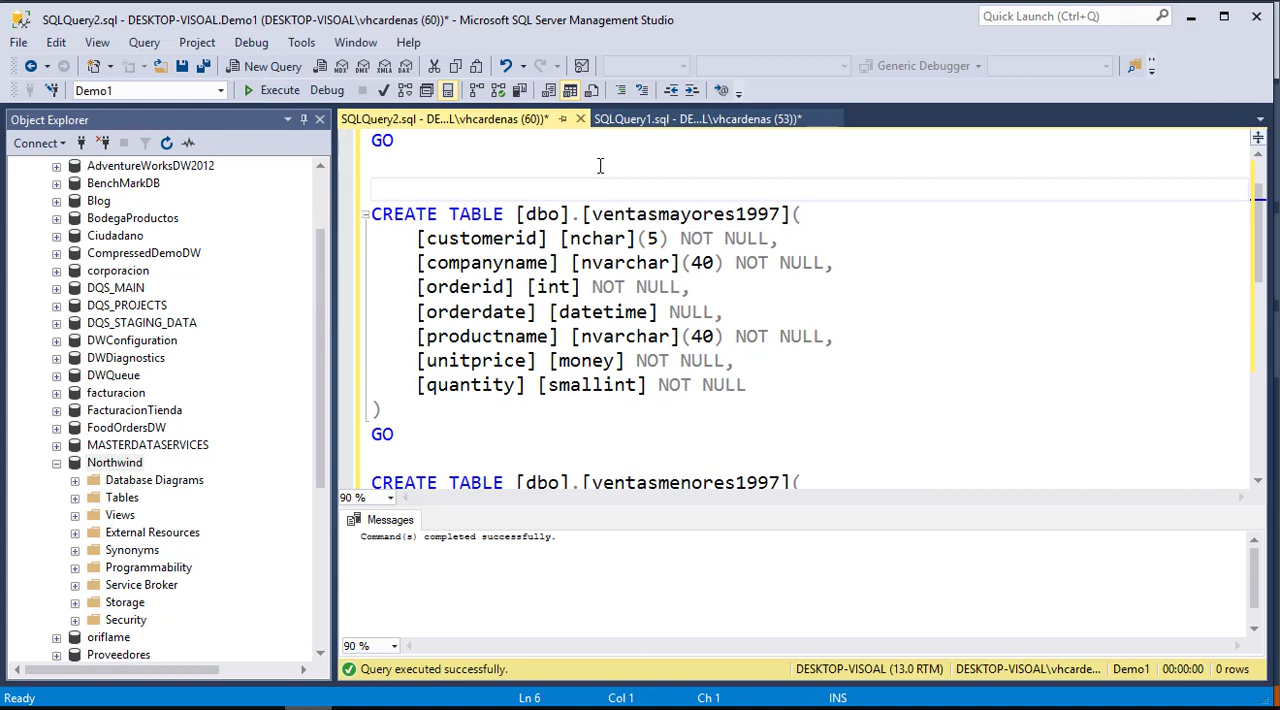 SQLQuery2.sql - DESKTOP-VISOAL.Demo1 (DESKTOP-VISOAL\vhcardenas (60))* - Microsoft SQL Server Management Studio
Quick Launch (Ctrl+Q)
File Edit View Query Project Debug Tools Window Help
New Query
Generic Debugger
Demo1
Execute Debug
Object Explorer
SQLQuery2.sql - DE...L\vhcardenas (60))*
SQLQuery1.sql - DE...L\vhcardenas (53))*
Connect
AdventureWorksDW2012
BenchMarkDB
Blog
BodegaProductos
Ciudadano
CompressedDemoDW
corporacion
DQS_MAIN
DQS_PROJECTS
DQS_STAGING_DATA
DWConfiguration
DWDiagnostics
DWQueue
facturacion
FacturacionTienda
FoodOrdersDW
MASTERDATASERVICES
Northwind
Database Diagrams
Tables
Views
External Resources
Synonyms
Programmability
Service Broker
Storage
Security
oriflame
Proveedores
GO
CREATE TABLE [dbo].[ventasmayores1997](
[customerid] [nchar](5) NOT NULL,
[companyname] [nvarchar](40) NOT NULL,
[orderid] [int] NOT NULL,
[orderdate] [datetime] NULL,
[productname] [nvarchar](40) NOT NULL,
[unitprice] [money] NOT NULL,
[quantity] [smallint] NOT NULL
)
GO
CREATE TABLE [dbo].[ventasmenores1997](
90 %
Messages
Command(s) completed successfully.
90 %
Query executed successfully.
DESKTOP-VISOAL (13.0 RTM) DESKTOP-VISOAL\vhcarde... Demo1 00:00:00 0 rows
Ready Ln 6 Col 1 Ch 1 INS